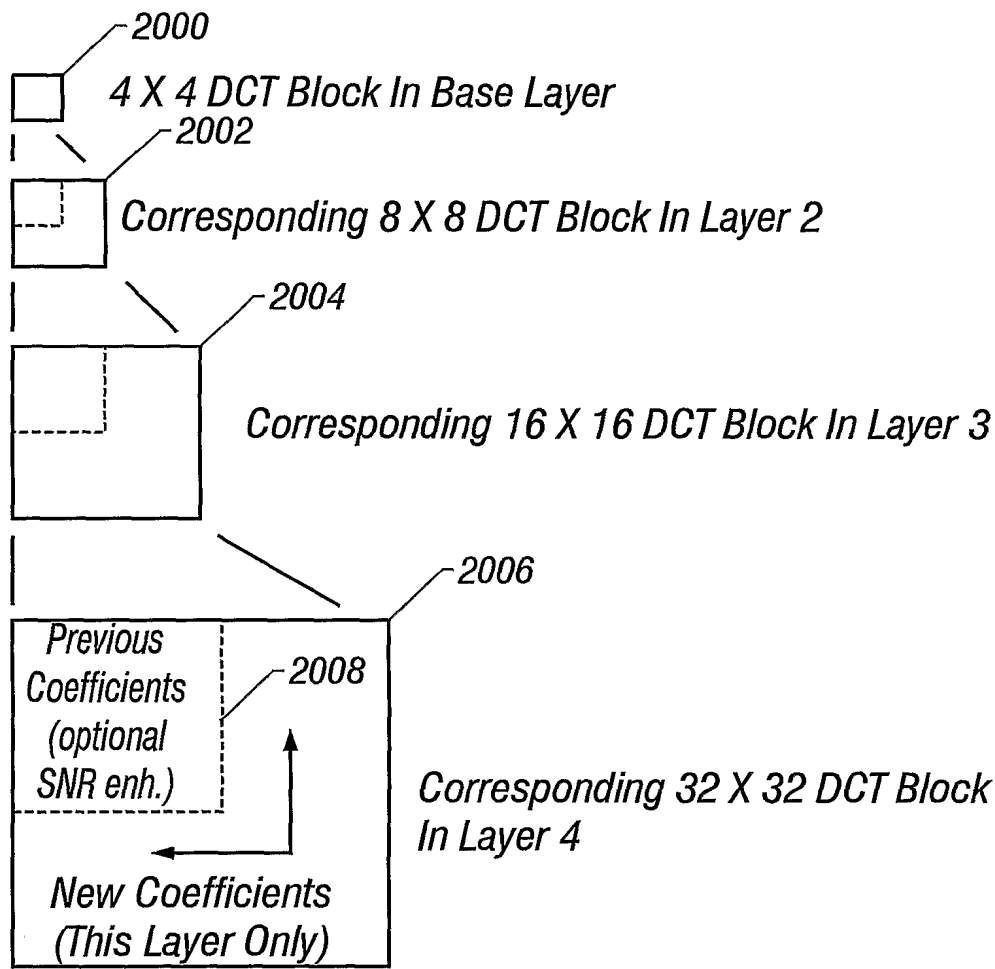 2000
4 X 4 DCT Block In Base Layer
2002
Corresponding 8 X 8 DCT Block In Layer 2
2004
Corresponding 16 X 16 DCT Block In Layer 3
2006
Previous
Coefficients
(optional
SNR enh.)
2008
Corresponding 32 X 32 DCT Block
In Layer 4
New Coefficients
(This Layer Only)